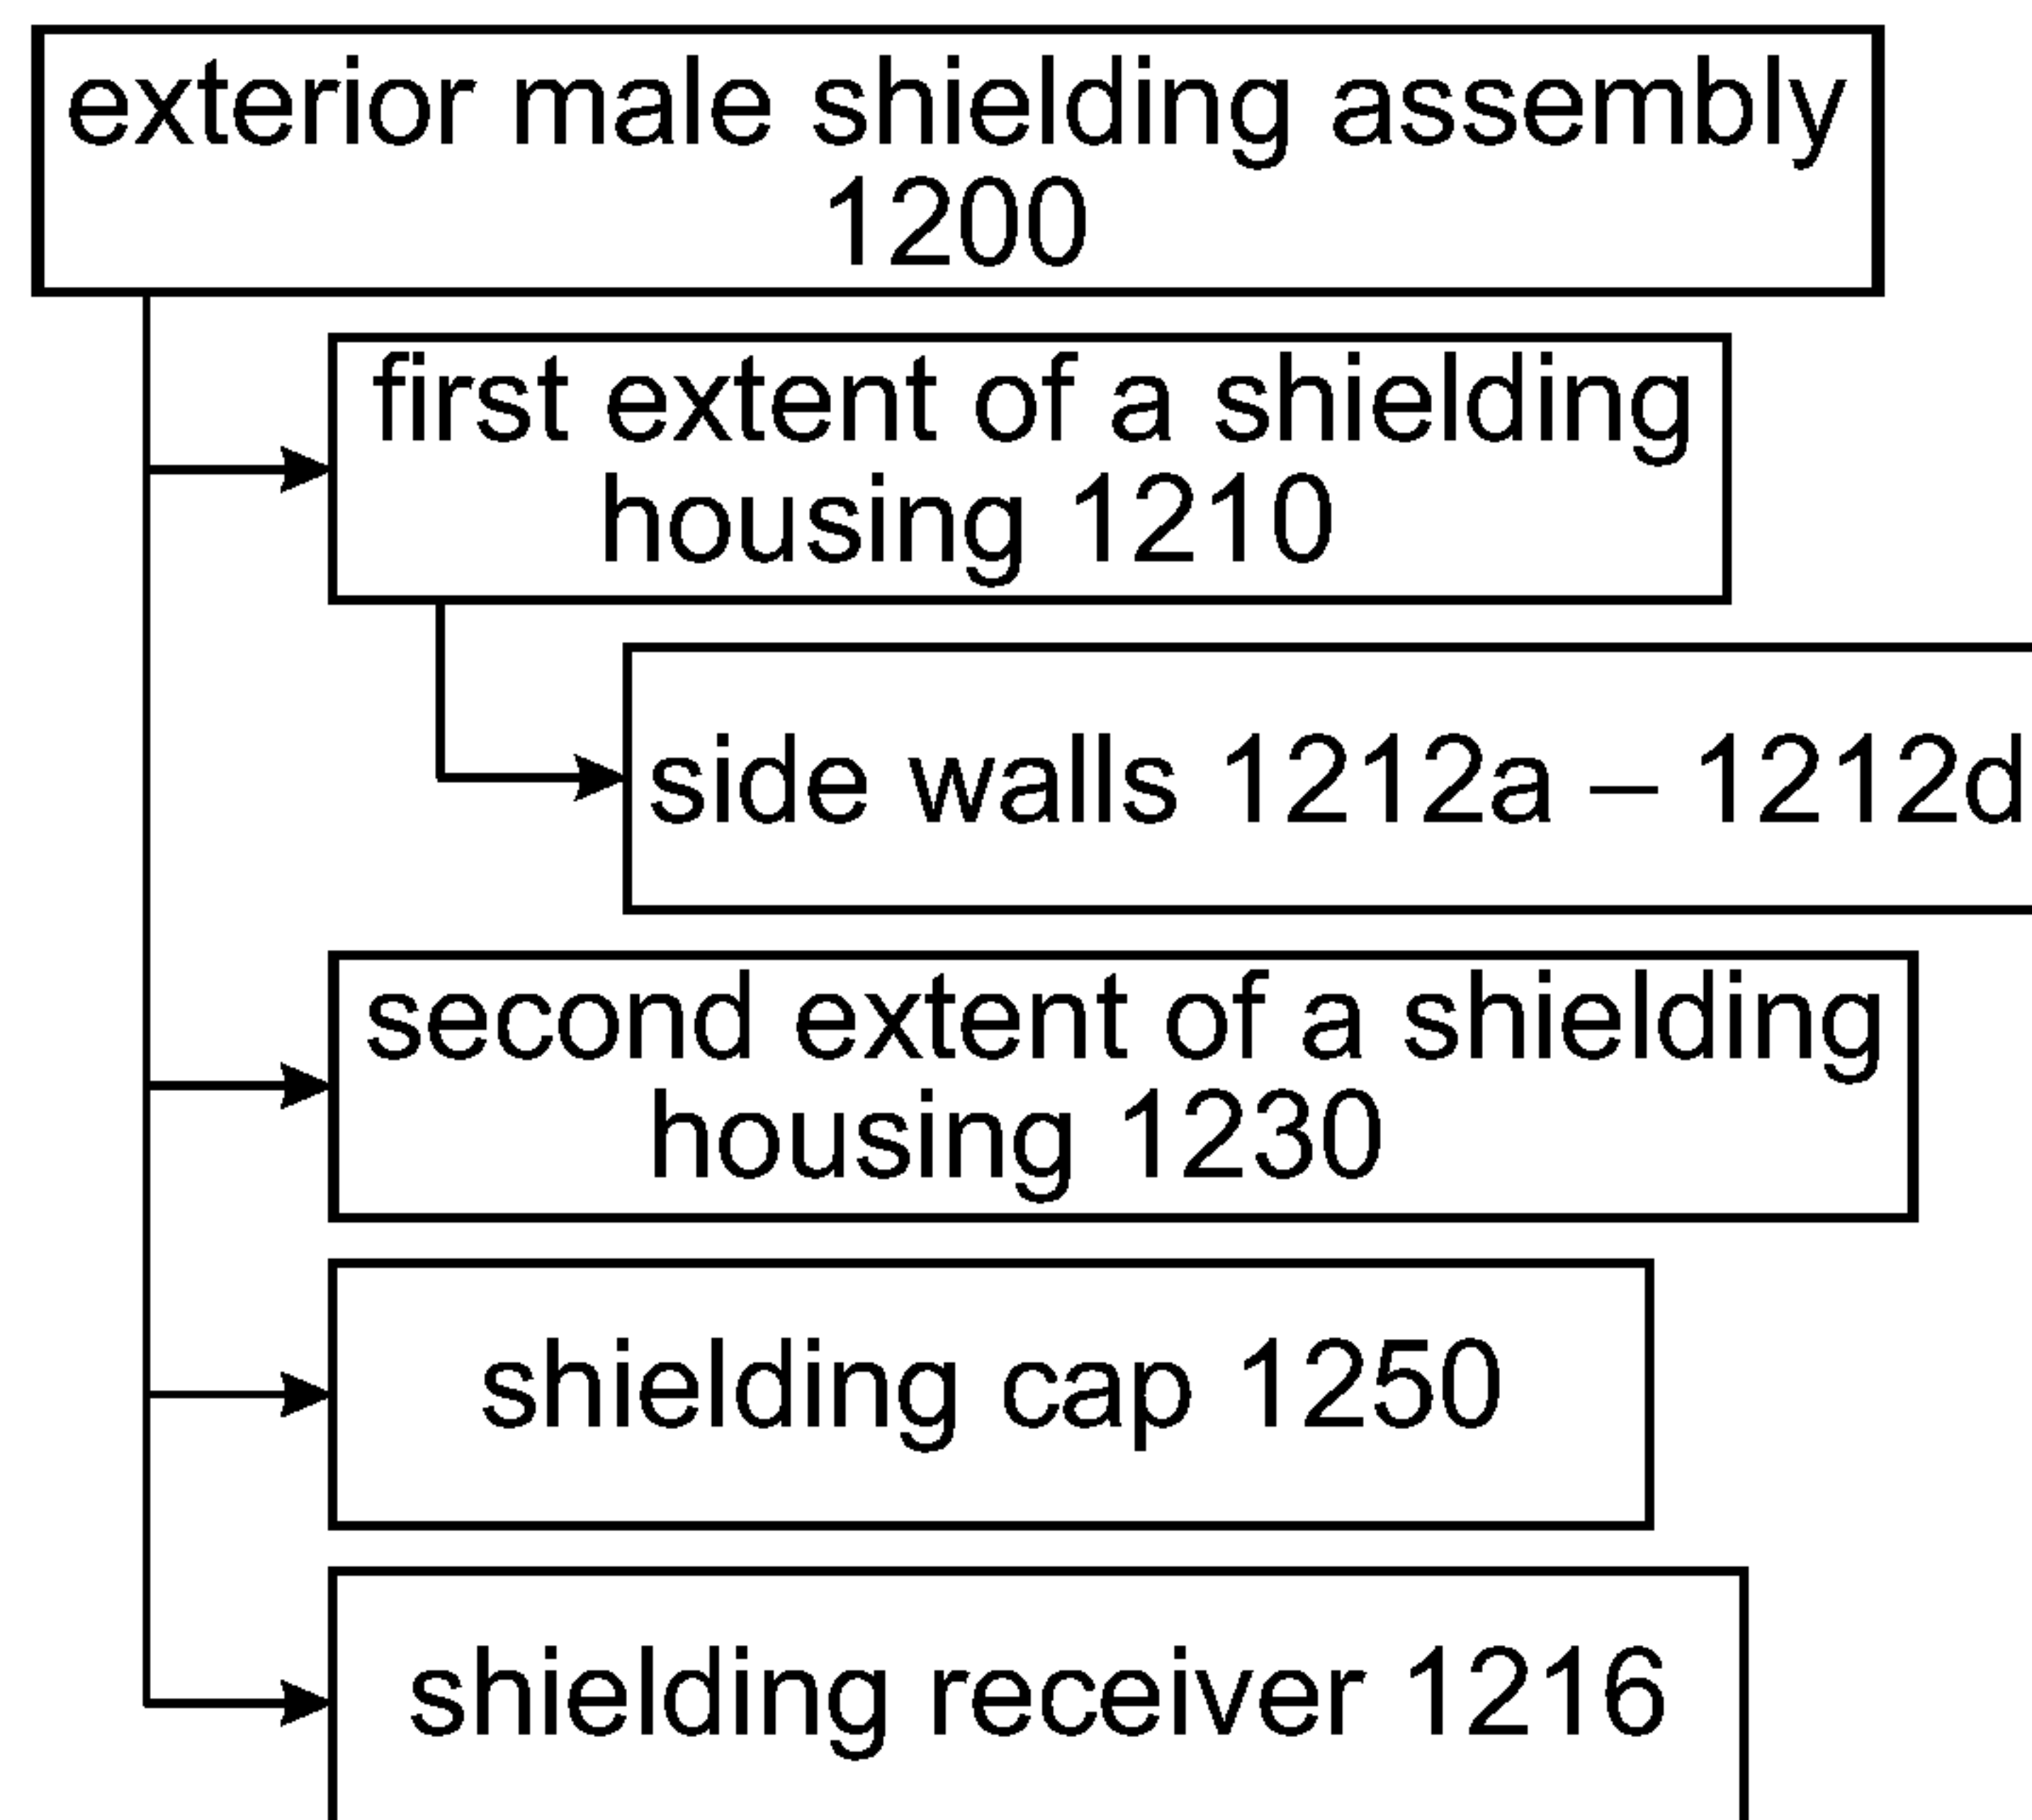 exterior male shielding assembly
1200
first extent of a shielding
housing 1210
side walls 1212a – 1212d
second extent of a shielding
housing 1230
shielding cap 1250
shielding receiver 1216